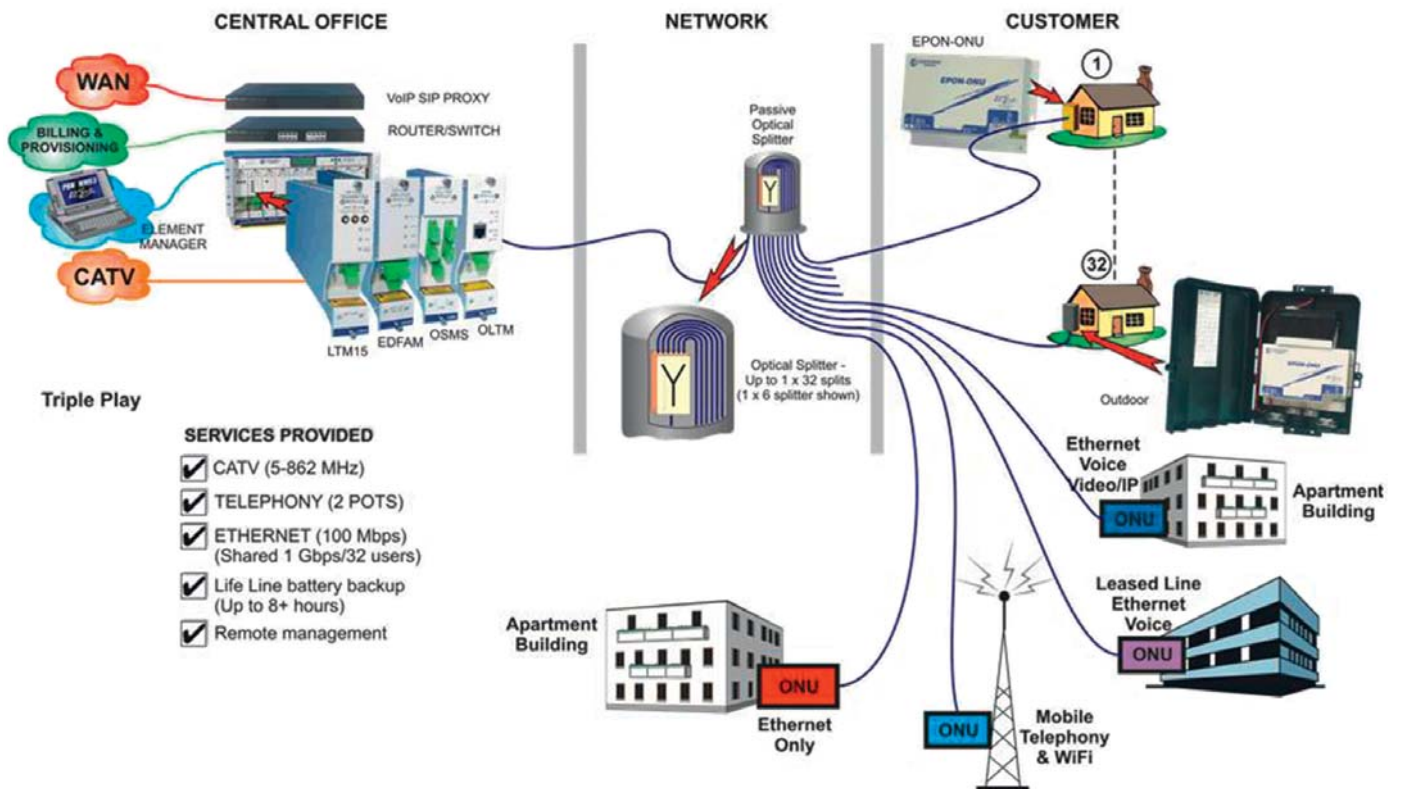 CENTRAL OFFICE
NETWORK
CUSTOMER
WAN
VoIP SIP PROXY
BILLING &
PROVISIONING
ROUTER/SWITCH
ELEMENT
MANAGER
CATV
LTM15
EDFAM
OSMS
OLTM
Passive
Optical
Splitter
Optical Splitter -
Up to 1 x 32 splits
(1 x 6 splitter shown)
EPON-ONU
EPON-ONU
1
32
EPON-ONU
Outdoor
Triple Play
SERVICES PROVIDED
CATV (5-862 MHz)
TELEPHONY (2 POTS)
ETHERNET (100 Mbps)
(Shared 1 Gbps/32 users)
Life Line battery backup
(Up to 8+ hours)
Remote management
Ethernet
Voice
Video/IP
ONU
Apartment
Building
Leased Line
Ethernet
Voice
ONU
Apartment
Building
ONU
Ethernet
Only
ONU
Mobile
Telephony
& WiFi